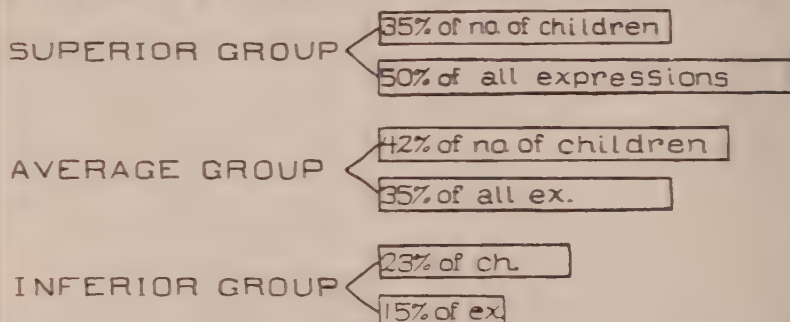 35% of no. of children
SUPERIOR GROUP
50% of all expressions
42% of no. of children
AVERAGE GROUP
35% of all ex.
23% of ch.
INFERIOR GROUP
15% of ex